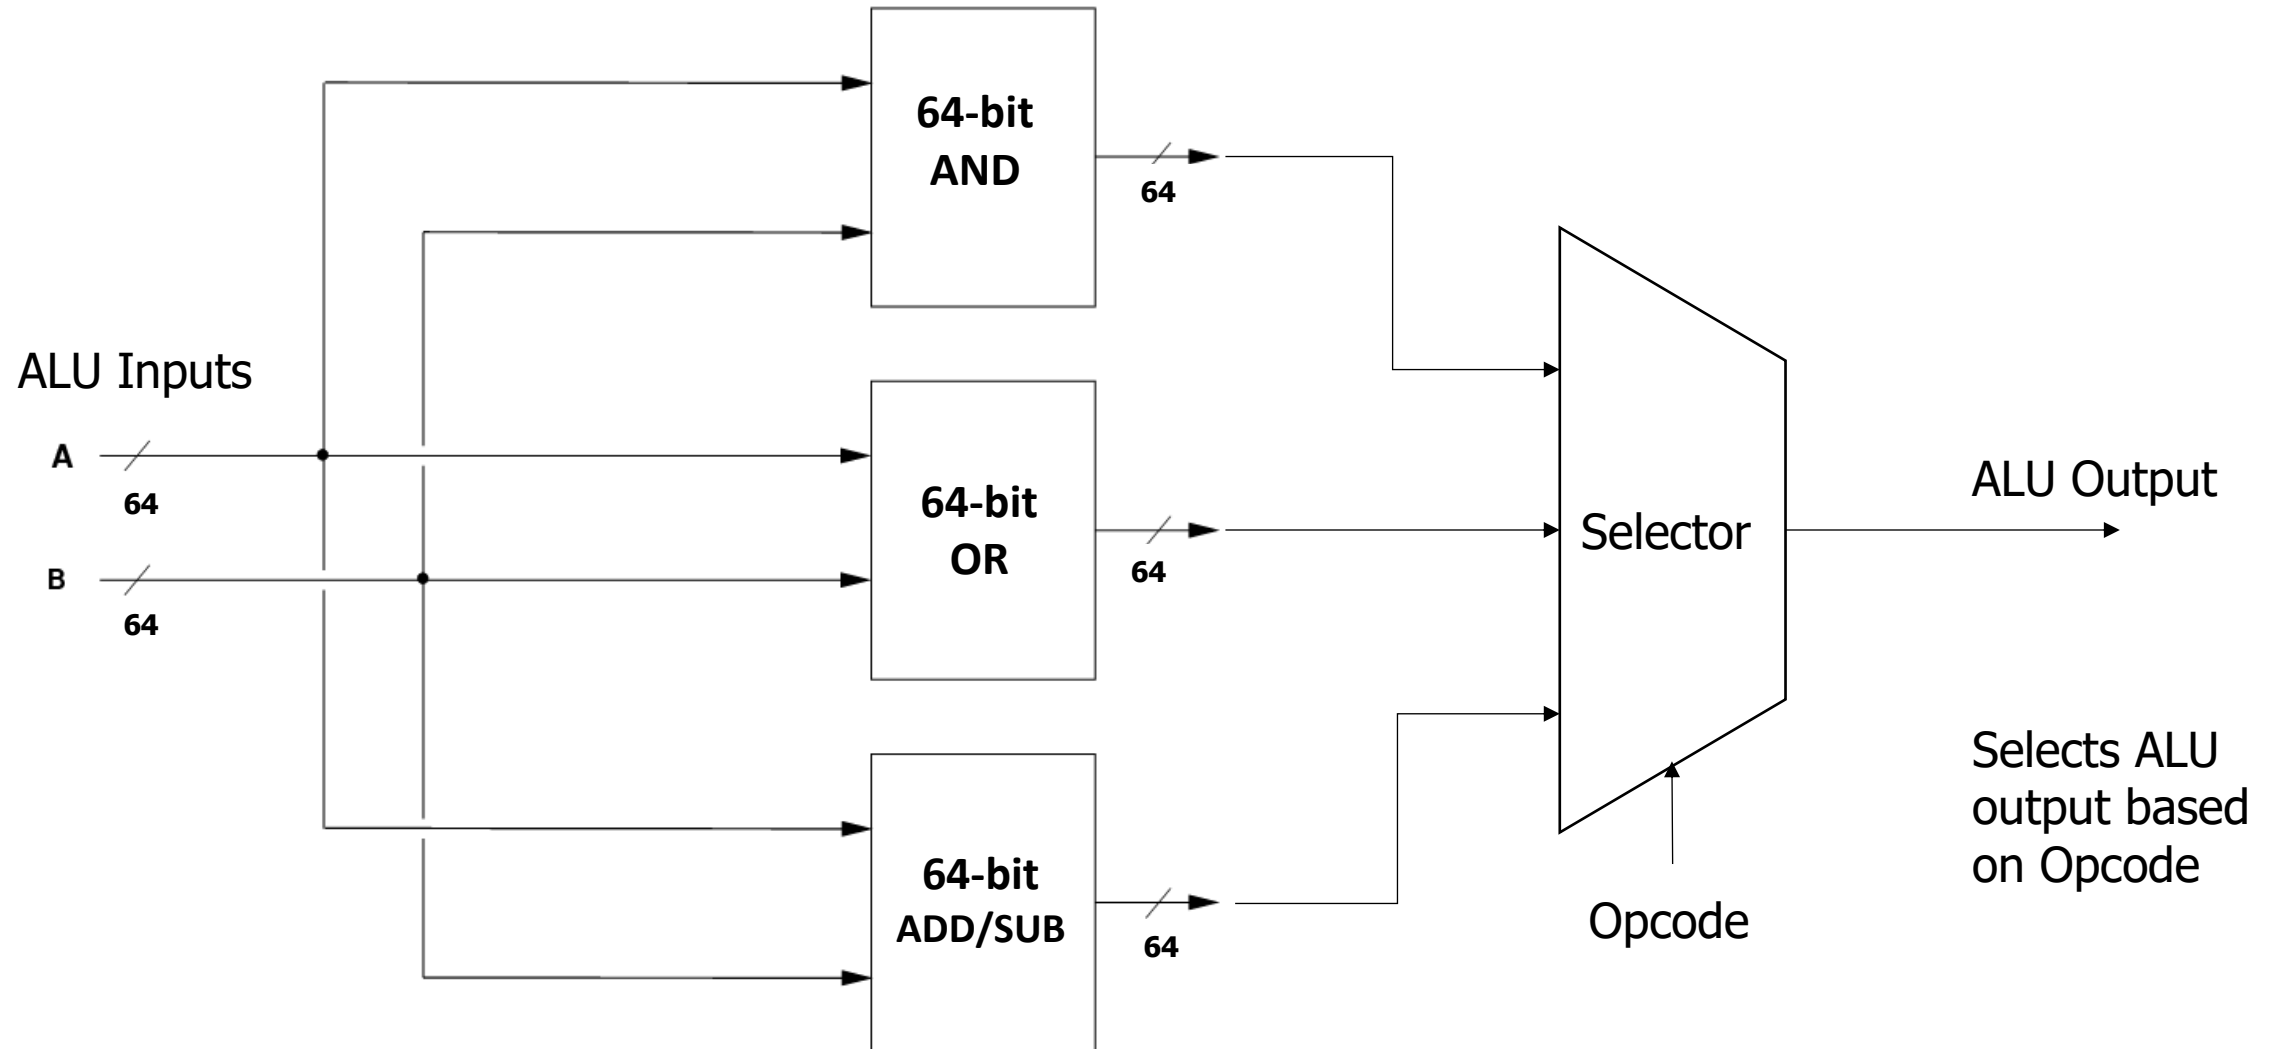 64-bit
AND
64
ALU Inputs
A
64
B
64
64-bit
OR
64
64-bit
ADD/SUB
64
Selector
Opcode
ALU Output
Selects ALU
output based
on Opcode